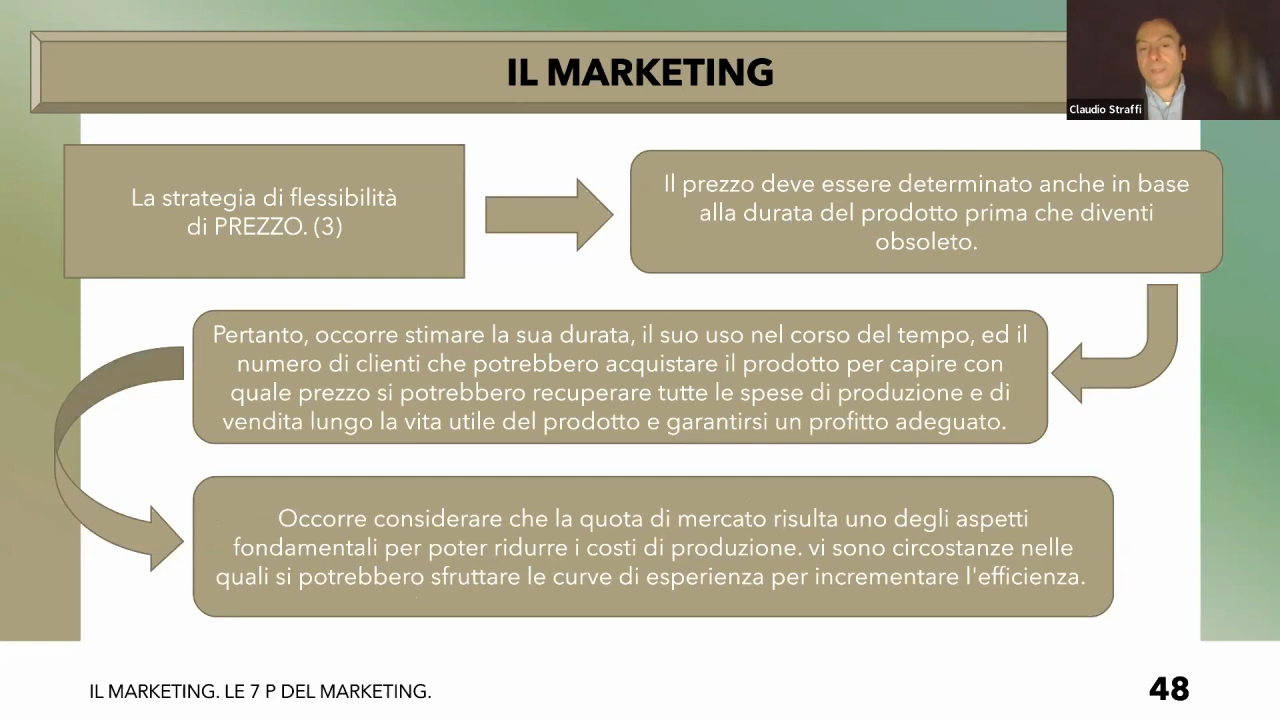 IL MARKETING
Claudio Straffi
La strategia di flessibilità
di PREZZO. (3)
Il prezzo deve essere determinato anche in base
alla durata del prodotto prima che diventi
obsoleto.
Pertanto, occorre stimare la sua durata, il suo uso nel corso del tempo, ed il
numero di clienti che potrebbero acquistare il prodotto per capire con
quale prezzo si potrebbero recuperare tutte le spese di produzione e di
vendita lungo la vita utile del prodotto e garantirsi un profitto adeguato.
Occorre considerare che la quota di mercato risulta uno degli aspetti
fondamentali per poter ridurre i costi di produzione. vi sono circostanze nelle
quali si potrebbero sfruttare le curve di esperienza per incrementare l'efficienza.
IL MARKETING. LE 7 P DEL MARKETING.
48